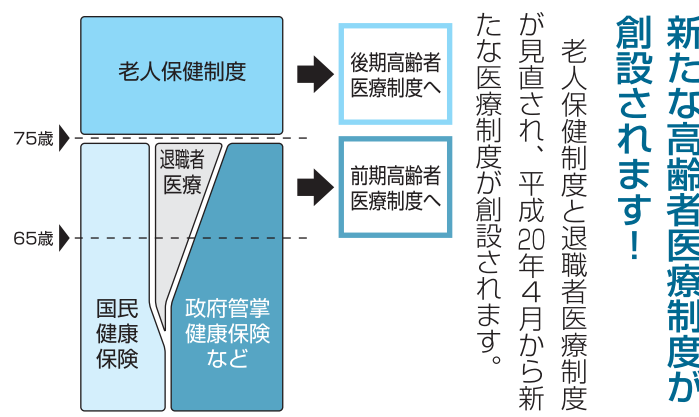 新たな高齢者医療制度が
創設されます！
老人保健制度と退職者医療制度
が見直され、平成20年４月から新
たな医療制度が創設されます。
老人保健制度
後期高齢者
医療制度へ
75歳
退職者
医療
前期高齢者
医療制度へ
65歳
国民
健康
保険
政府管掌
健康保険
など